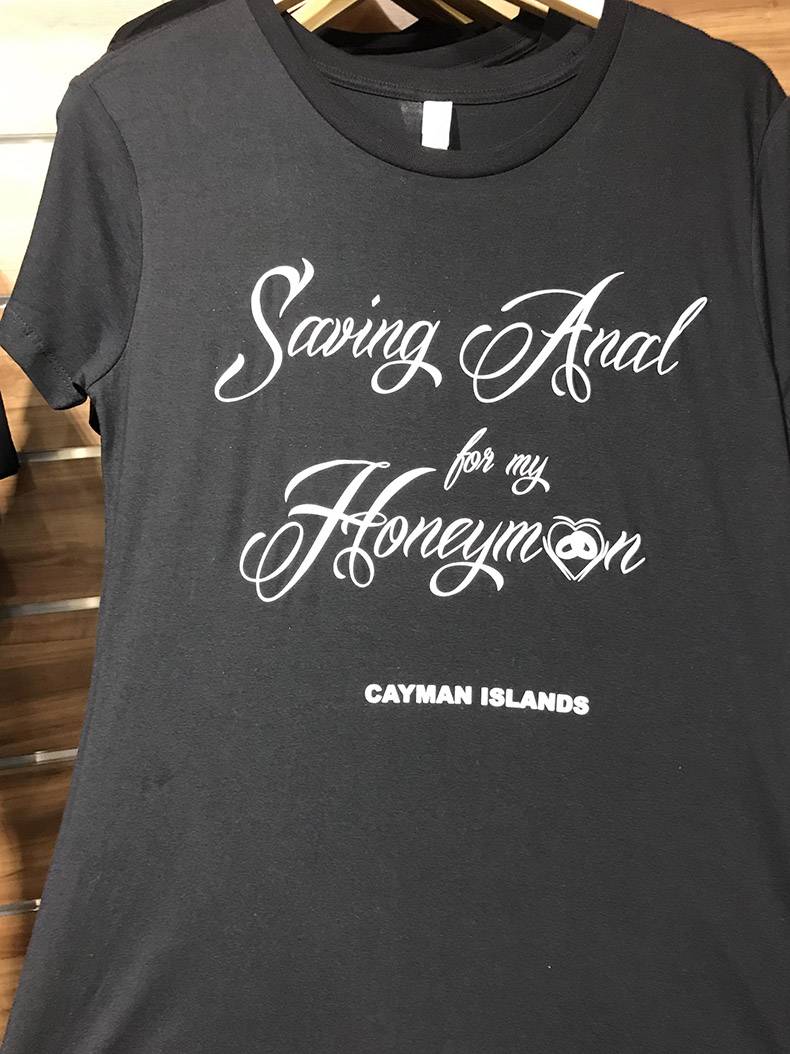 Saving Anal
for my
Honeymoon
CAYMAN ISLANDS